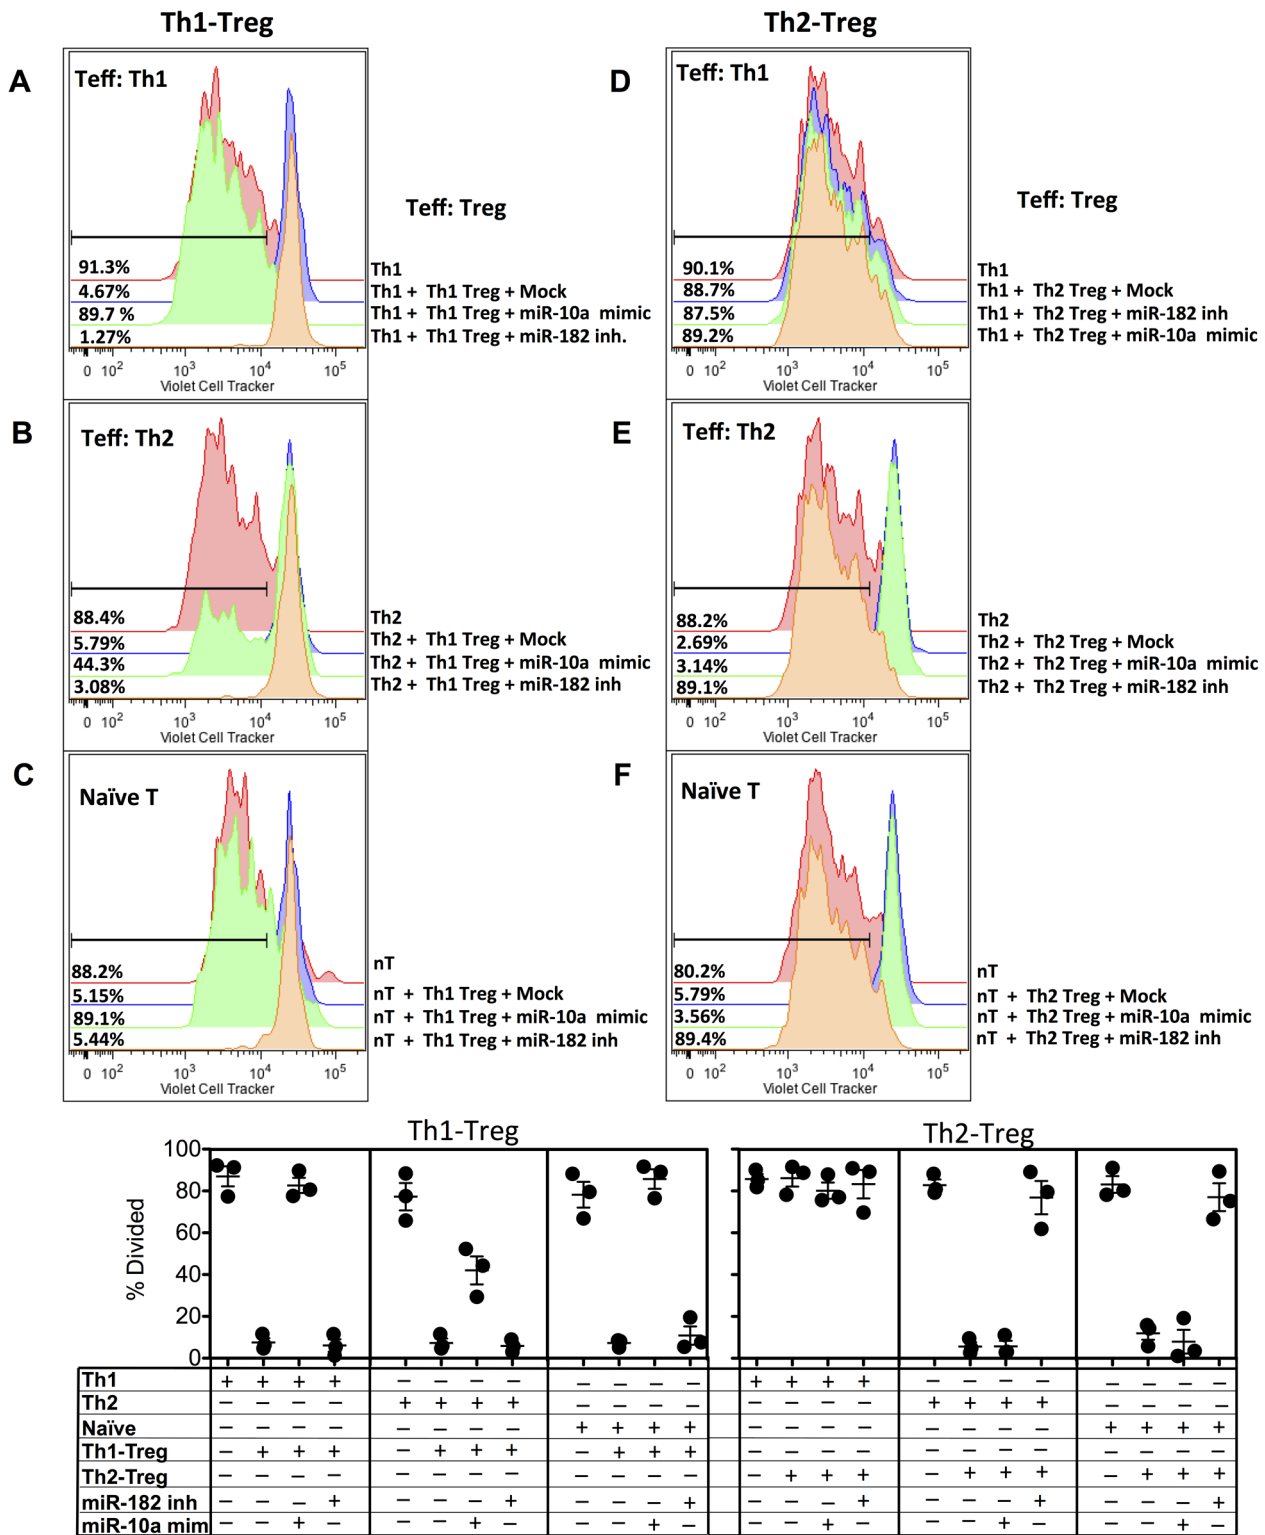 Th1-Treg
Th2-Treg
A
Teff: Th1
Teff: Treg
91.3%
Th1
4.67%
Th1 + Th1 Treg + Mock
89.7 %
Th1 + Th1 Treg + miR-10a mimic
1.27%
Th1 + Th1 Treg + miR-182 inh.
0 10² 10³ 10⁴ 10⁵
Violet Cell Tracker
D
Teff: Th1
Teff: Treg
90.1%
Th1
88.7%
Th1 + Th2 Treg + Mock
87.5%
Th1 + Th2 Treg + miR-182 inh
89.2%
Th1 + Th2 Treg + miR-10a mimic
0 10² 10³ 10⁴ 10⁵
Violet Cell Tracker
B
Teff: Th2
88.4%
Th2
5.79%
Th2 + Th1 Treg + Mock
44.3%
Th2 + Th1 Treg + miR-10a mimic
3.08%
Th2 + Th1 Treg + miR-182 inh
0 10² 10³ 10⁴ 10⁵
Violet Cell Tracker
E
Teff: Th2
88.2%
Th2
2.69%
Th2 + Th2 Treg + Mock
3.14%
Th2 + Th2 Treg + miR-10a mimic
89.1%
Th2 + Th2 Treg + miR-182 inh
0 10² 10³ 10⁴ 10⁵
Violet Cell Tracker
C
Naïve T
88.2%
nT
5.15%
nT + Th1 Treg + Mock
89.1%
nT + Th1 Treg + miR-10a mimic
5.44%
nT + Th1 Treg + miR-182 inh
0 10² 10³ 10⁴ 10⁵
Violet Cell Tracker
F
Naïve T
80.2%
nT
5.79%
nT + Th2 Treg + Mock
3.56%
nT + Th2 Treg + miR-10a mimic
89.4%
nT + Th2 Treg + miR-182 inh
0 10² 10³ 10⁴ 10⁵
Violet Cell Tracker
Th1-Treg
Th2-Treg
% Divided
100
80
60
40
20
0
Th1 + + + + − − − − − − − − + + + + − − − − − − − −
Th2 − − − − + + + + − − − − − − − − + + + + − − − −
Naïve − − − − − − − − + + + + − − − − − − − − + + + +
Th1-Treg − + + + − + + + − + + + − − − − − − − − − − − −
Th2-Treg − − − − − − − − − − − − − + + + − + + + − + + +
miR-182 inh − − − + − − − + − − − + − − − + − − − + − − − +
miR-10a mim − − + − − − + − − − + − − − + − − − + − − − + −